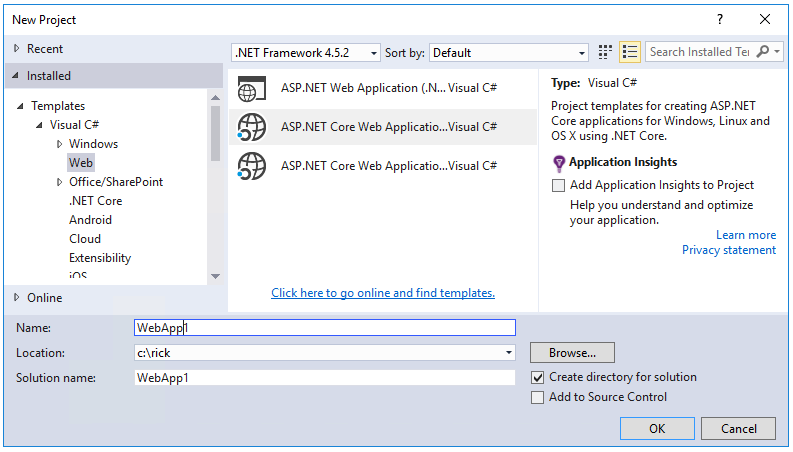 New Project
?
Recent
.NET Framework 4.5.2
Sort by:
Default
Search Installed Ter
Installed
Templates
Visual C#
Windows
Web
Office/SharePoint
.NET Core
Android
Cloud
Extensibility
iOS
Online
ASP.NET Web Application (.N... Visual C#
ASP.NET Core Web Applicatio...Visual C#
ASP.NET Core Web Applicatio...Visual C#
Click here to go online and find templates.
Type: Visual C#
Project templates for creating ASP.NET
Core applications for Windows, Linux and
OS X using .NET Core.
Application Insights
Add Application Insights to Project
Help you understand and optimize
your application.
Learn more
Privacy statement
Name:
WebApp1
Location:
c:\rick
Browse...
Solution name:
WebApp1
Create directory for solution
Add to Source Control
OK
Cancel